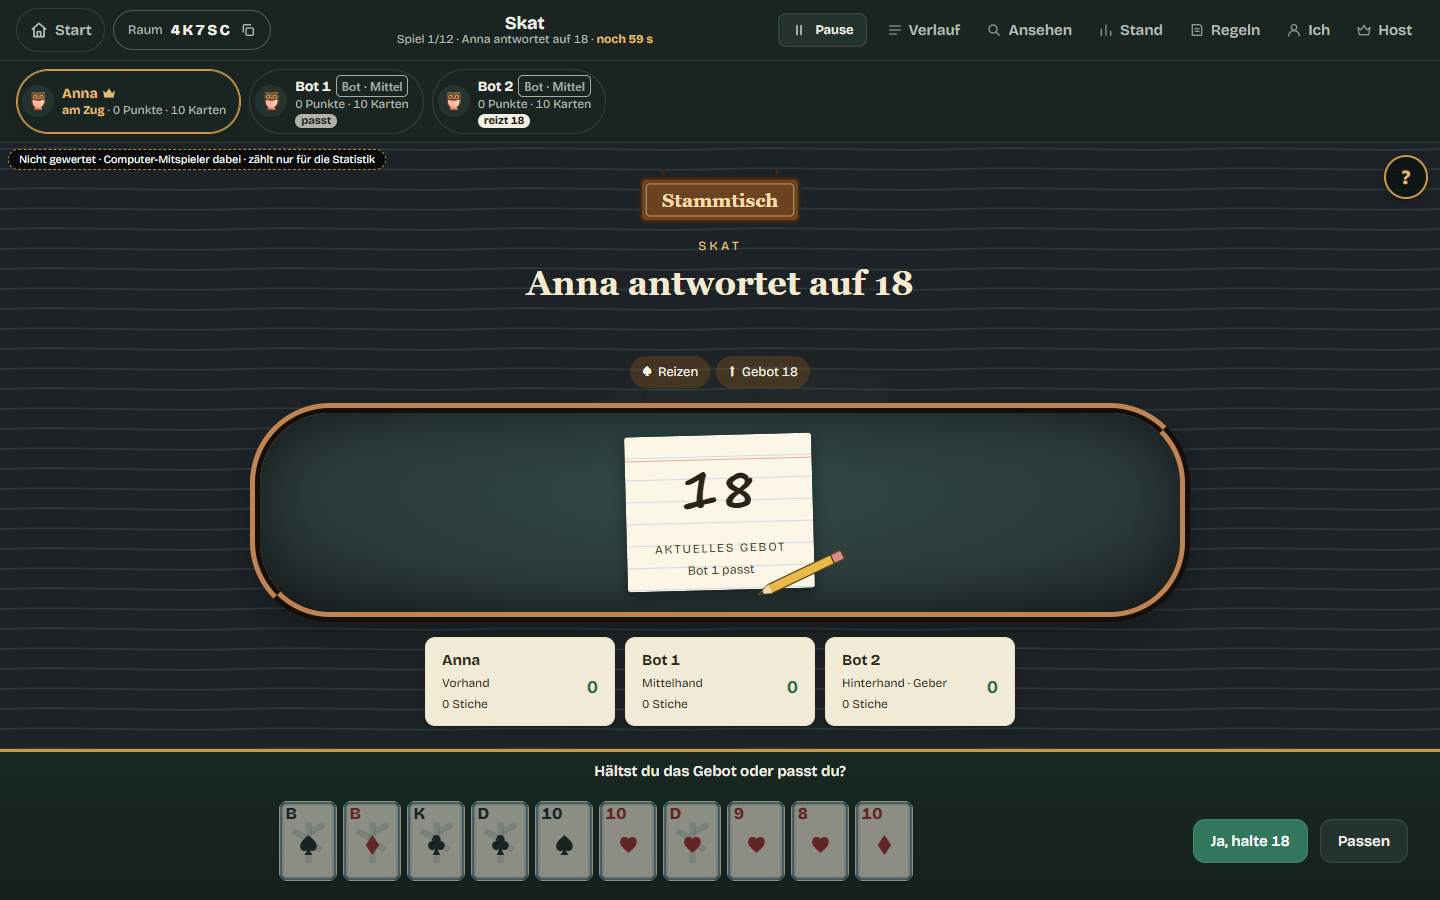 Start
Raum 4K7SC
Skat
Spiel 1/12 · Anna antwortet auf 18 · noch 59 s
Pause
Verlauf
Ansehen
Stand
Regeln
Ich
Host
Anna
am Zug · 0 Punkte · 10 Karten
Bot 1 Bot · Mittel
0 Punkte · 10 Karten
passt
Bot 2 Bot · Mittel
0 Punkte · 10 Karten
reizt 18
Nicht gewertet · Computer-Mitspieler dabei · zählt nur für die Statistik
?
Stammtisch
SKAT
Anna antwortet auf 18
Reizen
Gebot 18
18
AKTUELLES GEBOT
Bot 1 passt
Anna
Vorhand
0
0 Stiche
Bot 1
Mittelhand
0
0 Stiche
Bot 2
Hinterhand · Geber
0
0 Stiche
Hältst du das Gebot oder passt du?
B
B
K
D
10
10
D
9
8
10
Ja, halte 18
Passen